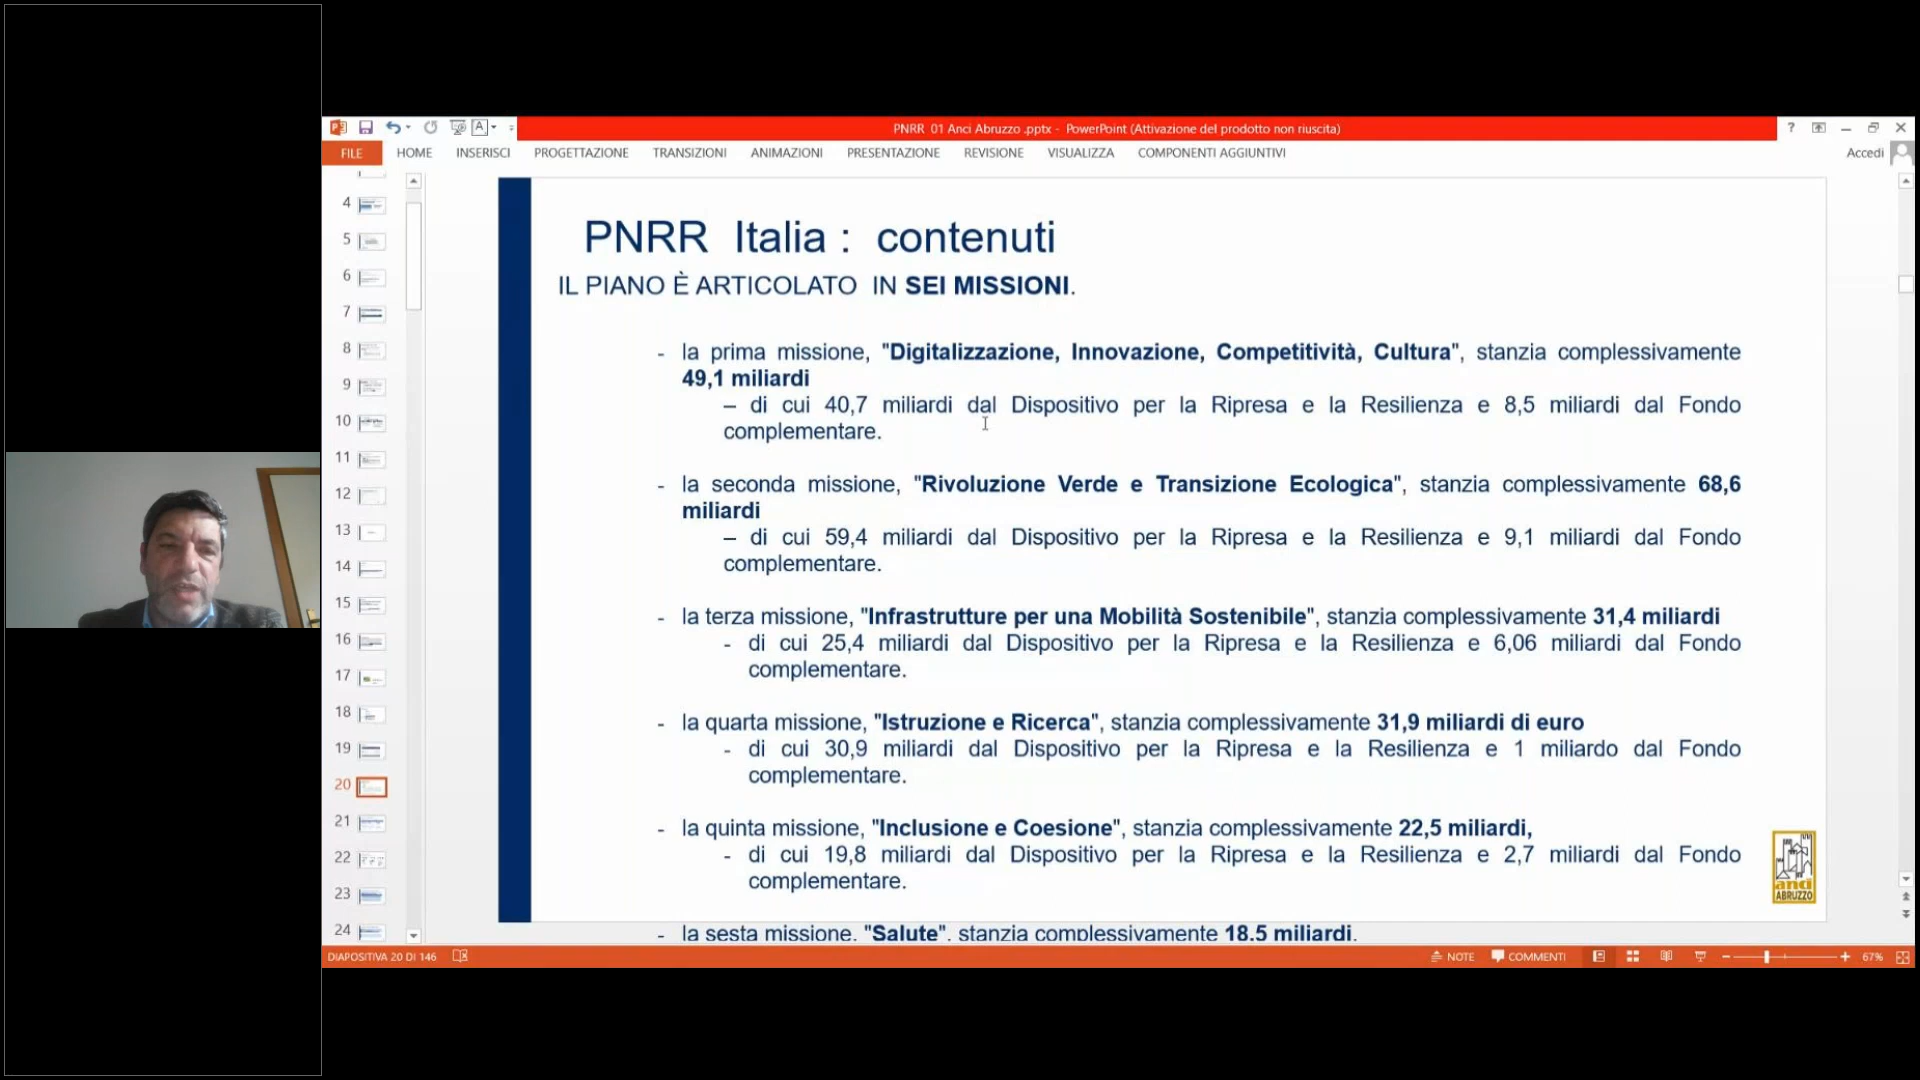 PNRR 01 Anci Abruzzo .pptx - PowerPoint (Attivazione del prodotto non riuscita)
FILE HOME INSERISCI PROGETTAZIONE TRANSIZIONI ANIMAZIONI PRESENTAZIONE REVISIONE VISUALIZZA COMPONENTI AGGIUNTIVI Accedi
4
5
6
7
8
9
10
11
12
13
14
15
16
17
18
19
20
21
22
23
24
PNRR Italia : contenuti
IL PIANO È ARTICOLATO IN SEI MISSIONI.
- la prima missione, "Digitalizzazione, Innovazione, Competitività, Cultura", stanzia complessivamente
49,1 miliardi
– di cui 40,7 miliardi dal Dispositivo per la Ripresa e la Resilienza e 8,5 miliardi dal Fondo
complementare.
- la seconda missione, "Rivoluzione Verde e Transizione Ecologica", stanzia complessivamente 68,6
miliardi
– di cui 59,4 miliardi dal Dispositivo per la Ripresa e la Resilienza e 9,1 miliardi dal Fondo
complementare.
- la terza missione, "Infrastrutture per una Mobilità Sostenibile", stanzia complessivamente 31,4 miliardi
- di cui 25,4 miliardi dal Dispositivo per la Ripresa e la Resilienza e 6,06 miliardi dal Fondo
complementare.
- la quarta missione, "Istruzione e Ricerca", stanzia complessivamente 31,9 miliardi di euro
- di cui 30,9 miliardi dal Dispositivo per la Ripresa e la Resilienza e 1 miliardo dal Fondo
complementare.
- la quinta missione, "Inclusione e Coesione", stanzia complessivamente 22,5 miliardi,
- di cui 19,8 miliardi dal Dispositivo per la Ripresa e la Resilienza e 2,7 miliardi dal Fondo
complementare.
- la sesta missione, "Salute", stanzia complessivamente 18,5 miliardi,
anci
ABRUZZO
DIAPOSITIVA 20 DI 146 NOTE COMMENTI 67%